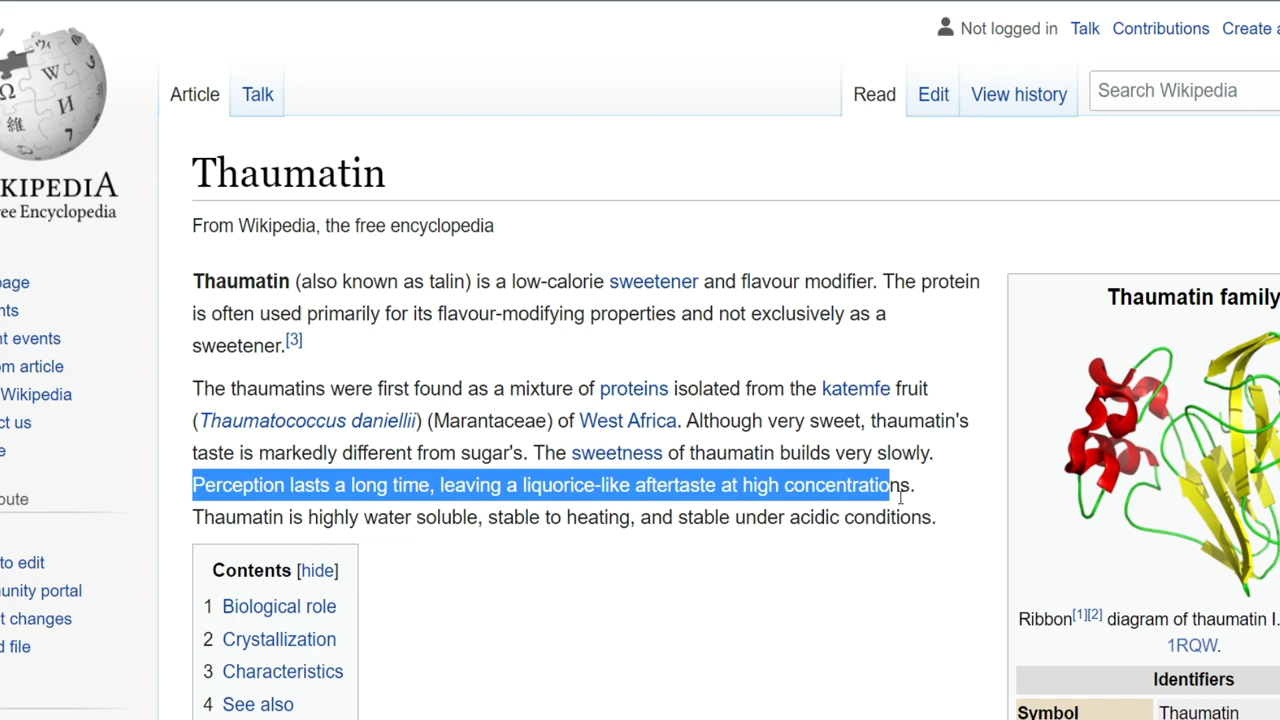 Not logged in Talk Contributions Create a
Article Talk Read Edit View history Search Wikipedia
KIPEDIA
ee Encyclopedia
Thaumatin
From Wikipedia, the free encyclopedia
Thaumatin (also known as talin) is a low-calorie sweetener and flavour modifier. The protein
is often used primarily for its flavour-modifying properties and not exclusively as a
sweetener.[3]
The thaumatins were first found as a mixture of proteins isolated from the katemfe fruit
(Thaumatococcus daniellii) (Marantaceae) of West Africa. Although very sweet, thaumatin's
taste is markedly different from sugar's. The sweetness of thaumatin builds very slowly.
Perception lasts a long time, leaving a liquorice-like aftertaste at high concentrations.
Thaumatin is highly water soluble, stable to heating, and stable under acidic conditions.
Contents [hide]
1 Biological role
2 Crystallization
3 Characteristics
4 See also
age
nts
nt events
m article
Wikipedia
ct us
e
bute
to edit
unity portal
t changes
d file
Thaumatin family
Ribbon[1][2] diagram of thaumatin I.
1RQW.
Identifiers
Symbol Thaumatin